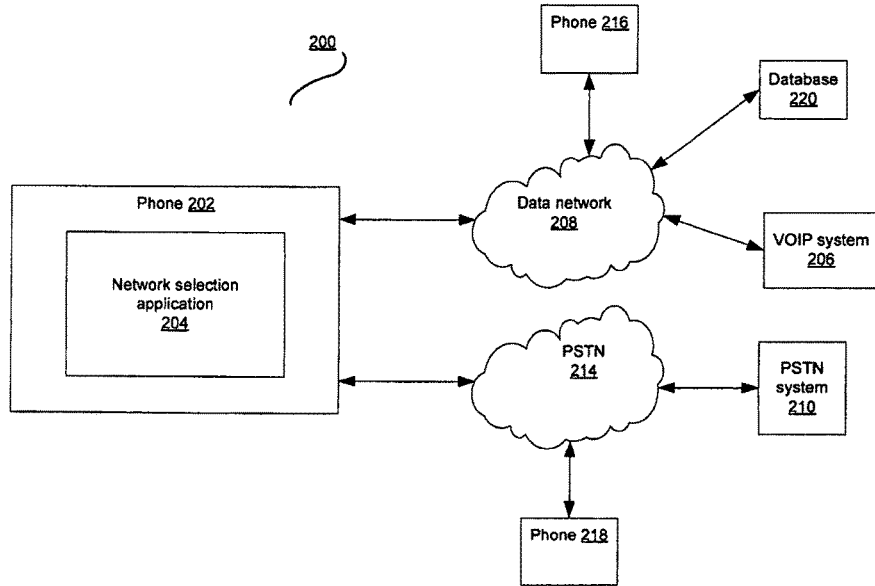 200
Phone 216
Database
220
Phone 202
Data network
208
VOIP system
206
Network selection
application
204
PSTN
214
PSTN
system
210
Phone 218